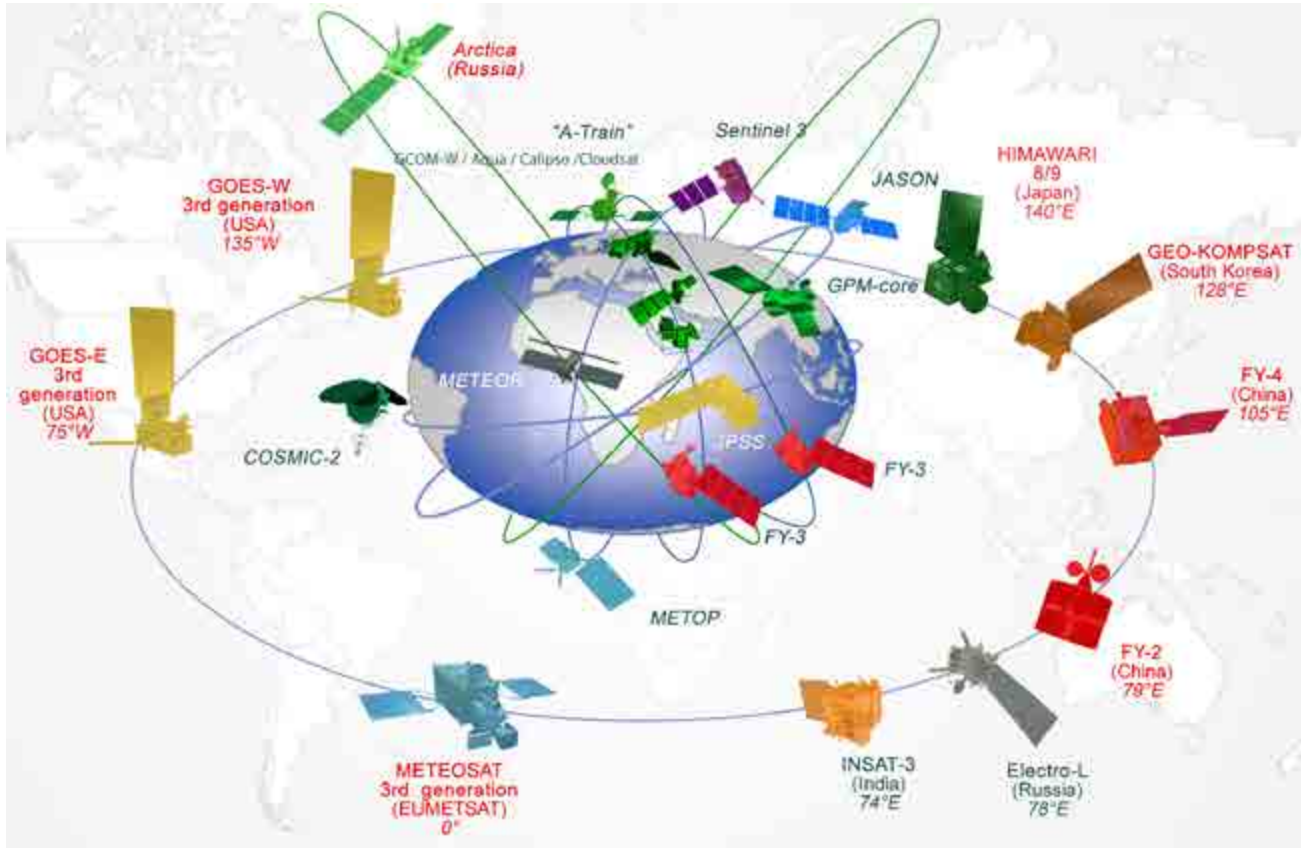 Arctica
(Russia)
"A-Train"
GCOM-W / Aqua / Calipso /Cloudsat
Sentinel 3
JASON
HIMAWARI
8/9
(Japan)
140°E
GOES-W
3rd generation
(USA)
135°W
GEO-KOMPSAT
(South Korea)
128°E
GPM-core
GOES-E
3rd
generation
(USA)
75°W
METEOR
FY-4
(China)
105°E
COSMIC-2
JPSS
FY-3
FY-3
METOP
FY-2
(China)
79°E
METEOSAT
3rd generation
(EUMETSAT)
0°
INSAT-3
(India)
74°E
Electro-L
(Russia)
78°E